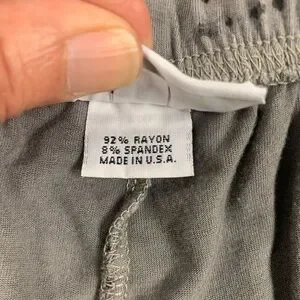 92% RAYON
8% SPANDEX
MADE IN U.S.A.